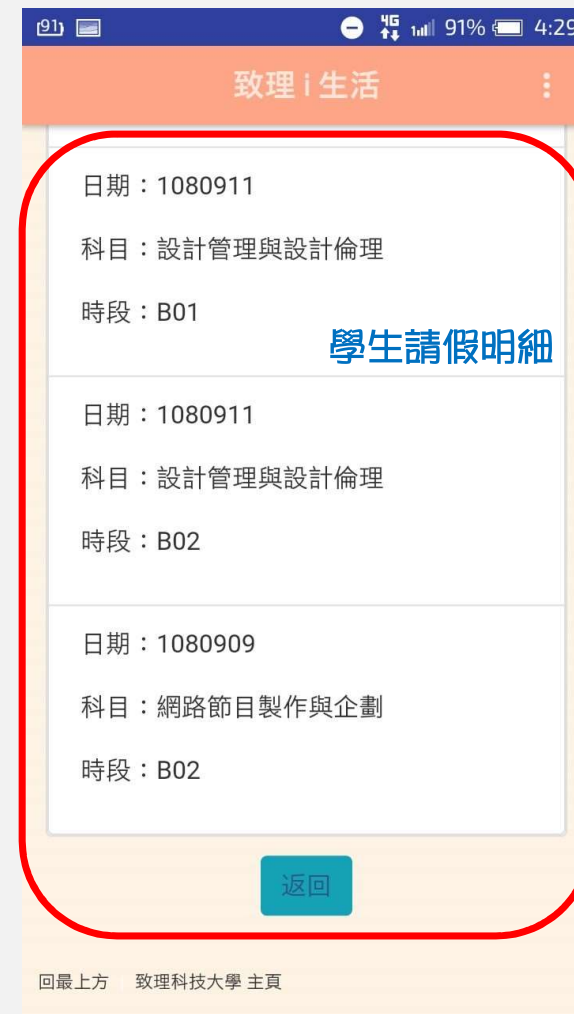 91 4G 91% 4:29
致理 i 生活
日期：1080911
科目：設計管理與設計倫理
時段：B01
學生請假明細
日期：1080911
科目：設計管理與設計倫理
時段：B02
日期：1080909
科目：網路節目製作與企劃
時段：B02
返回
回最上方 致理科技大學 主頁